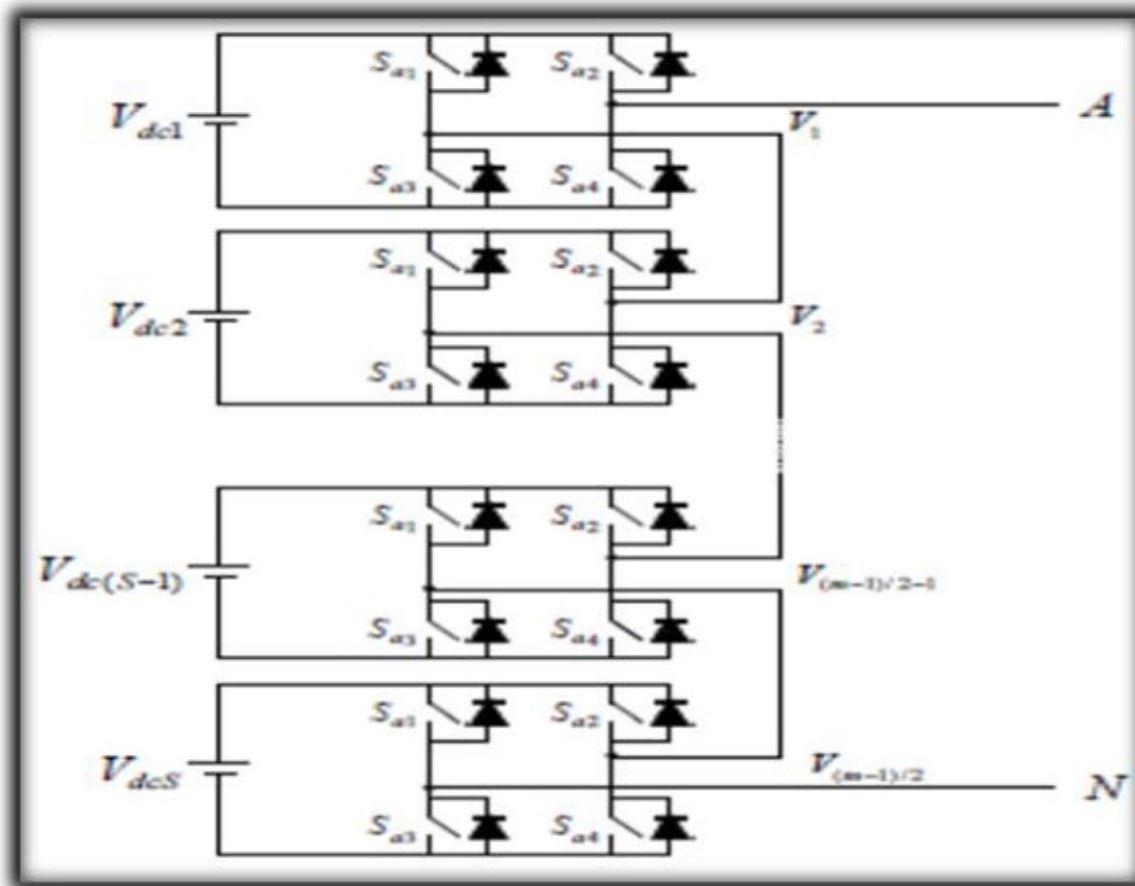 S_a1 S_a2
V_dc1 A
V_1
S_a3 S_a4
S_a1 S_a2
V_dc2 V_2
S_a3 S_a4
S_a1 S_a2
V_dc(S-1) V_(m-1)/2-1
S_a3 S_a4
S_a1 S_a2
V_dcS V_(m-1)/2 N
S_a3 S_a4